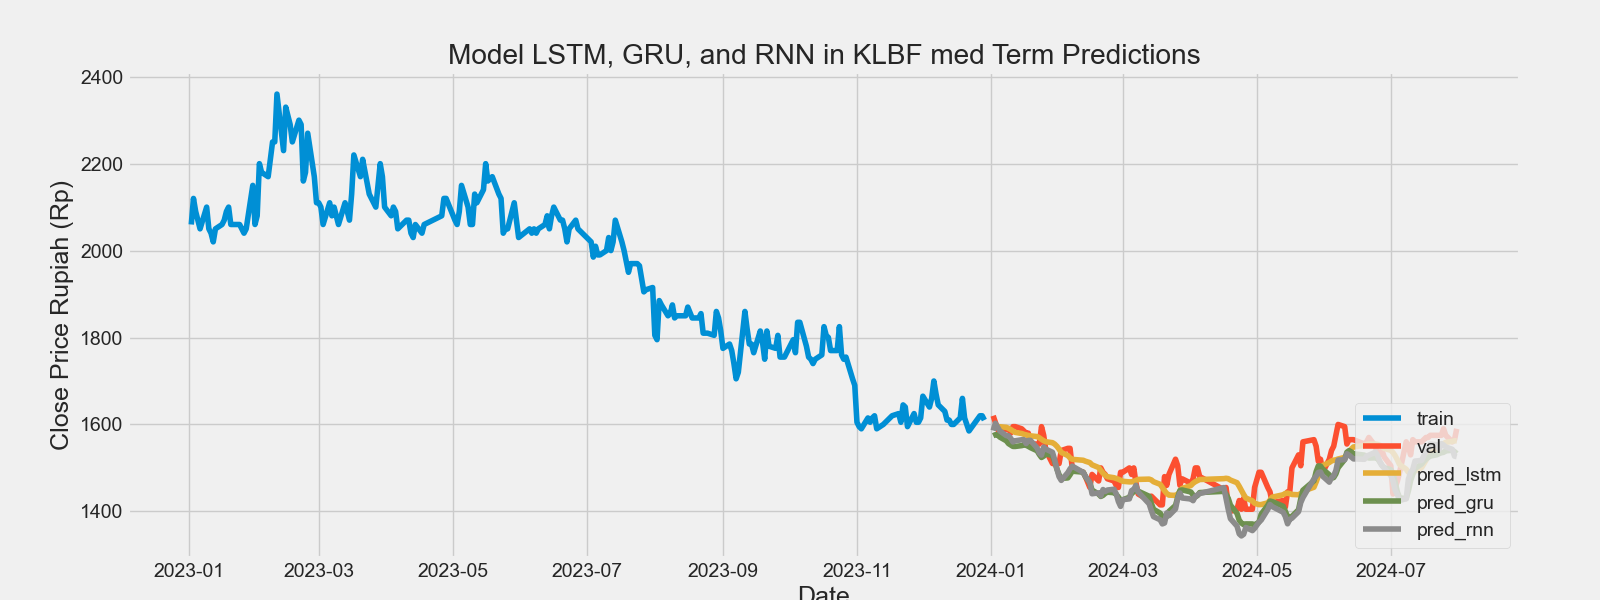 Model LSTM, GRU, and RNN in KLBF med Term Predictions
Close Price Rupiah (Rp)
2400
2200
2000
1800
1600
1400
train
val
pred_lstm
pred_gru
pred_rnn
2023-01 2023-03 2023-05 2023-07 2023-09 2023-11 2024-01 2024-03 2024-05 2024-07
Date